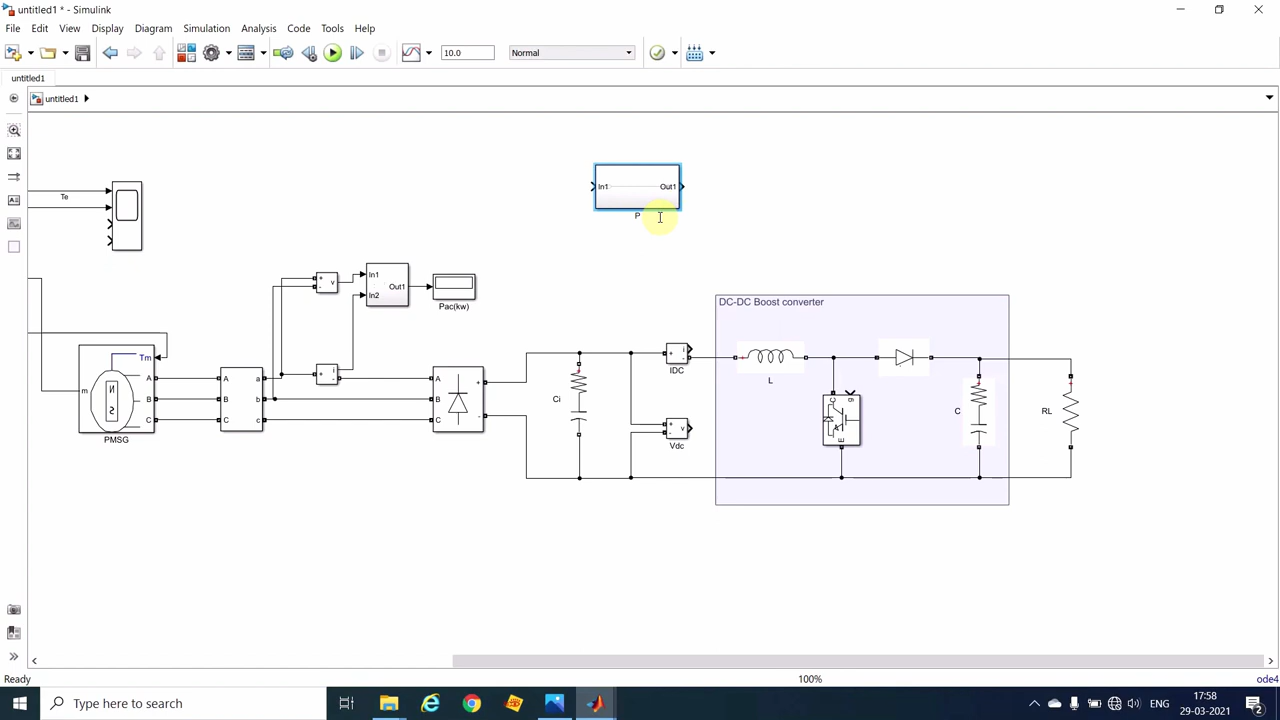 untitled1 * - Simulink
File Edit View Display Diagram Simulation Analysis Code Tools Help
10.0 Normal
untitled1
untitled1
In1 Out1
P
Te
v
In1
In2
Out1
Pac(kw)
DC-DC Boost converter
Tm
m
N
S
A
B
C
PMSG
A
B
C
a
b
c
i
A
B
C
+
-
Ci
+ i
-
IDC
+
-
v
Vdc
L
C
g
E
C
RL
Ready 100% ode4
Type here to search
ENG
17:58
29-03-2021
2